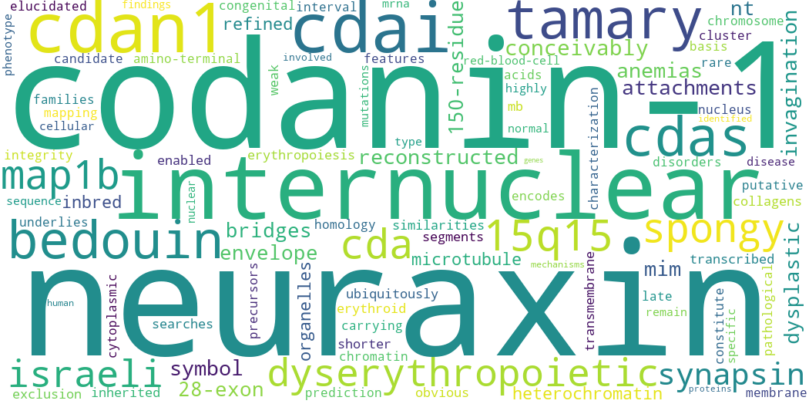 elucidated
findings
congenital
interval
mrna
cdan1
cdai
tamary
nt
refined
chromosome
cluster
phenotype
candidate
amino-terminal
involved
features
red-blood-cell
conceivably
basis
rare
codanin-1
weak
mutations
150-residue
acids
anemias
attachments
invagination
families
mapping
cellular
highly
mb
nucleus
identified
normal
characterization
cdas
integrity
enabled
erythropoiesis
reconstructed
type
genes
disorders
disease
map1b
internuclear
sequence
inbred
nuclear
encodes
putative
collagens
underlies
bedouin
bridges
envelope
homology
similarities
segments
cda
15q15
spongy
microtubule
mechanisms
mim
transcribed
dysplastic
neuraxin
human
cytoplasmic
searches
precursors
organelles
ubiquitously
erythroid
carrying
shorter
chromatin
transmembrane
late
remain
constitute
specific
pathological
israeli
symbol
dyserythropoietic
synapsin
exclusion
inherited
28-exon
prediction
obvious
heterochromatin
proteins
membrane